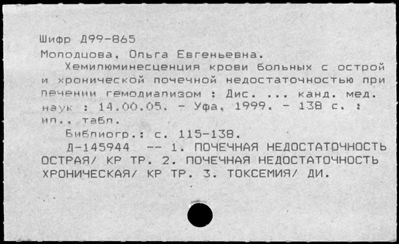 Шифр Д99-865
Молодцова, Ольга Евгеньевна.
Хемилюминесценция крови больных с острой
и хронической почечной недостаточностью при
лечении гемодиализом : Дис. ... канд. мед.
наук : 14.00.05. - Уфа, 1999. - 138 с. :
ил., табл.
Библиогр.: с. 115-138.
Д-145944 -- 1. ПОЧЕЧНАЯ НЕДОСТАТОЧНОСТЬ
ОСТРАЯ/ КР ТР. 2. ПОЧЕЧНАЯ НЕДОСТАТОЧНОСТЬ
ХРОНИЧЕСКАЯ/ КР ТР. 3. ТОКСЕМИЯ/ ДИ.